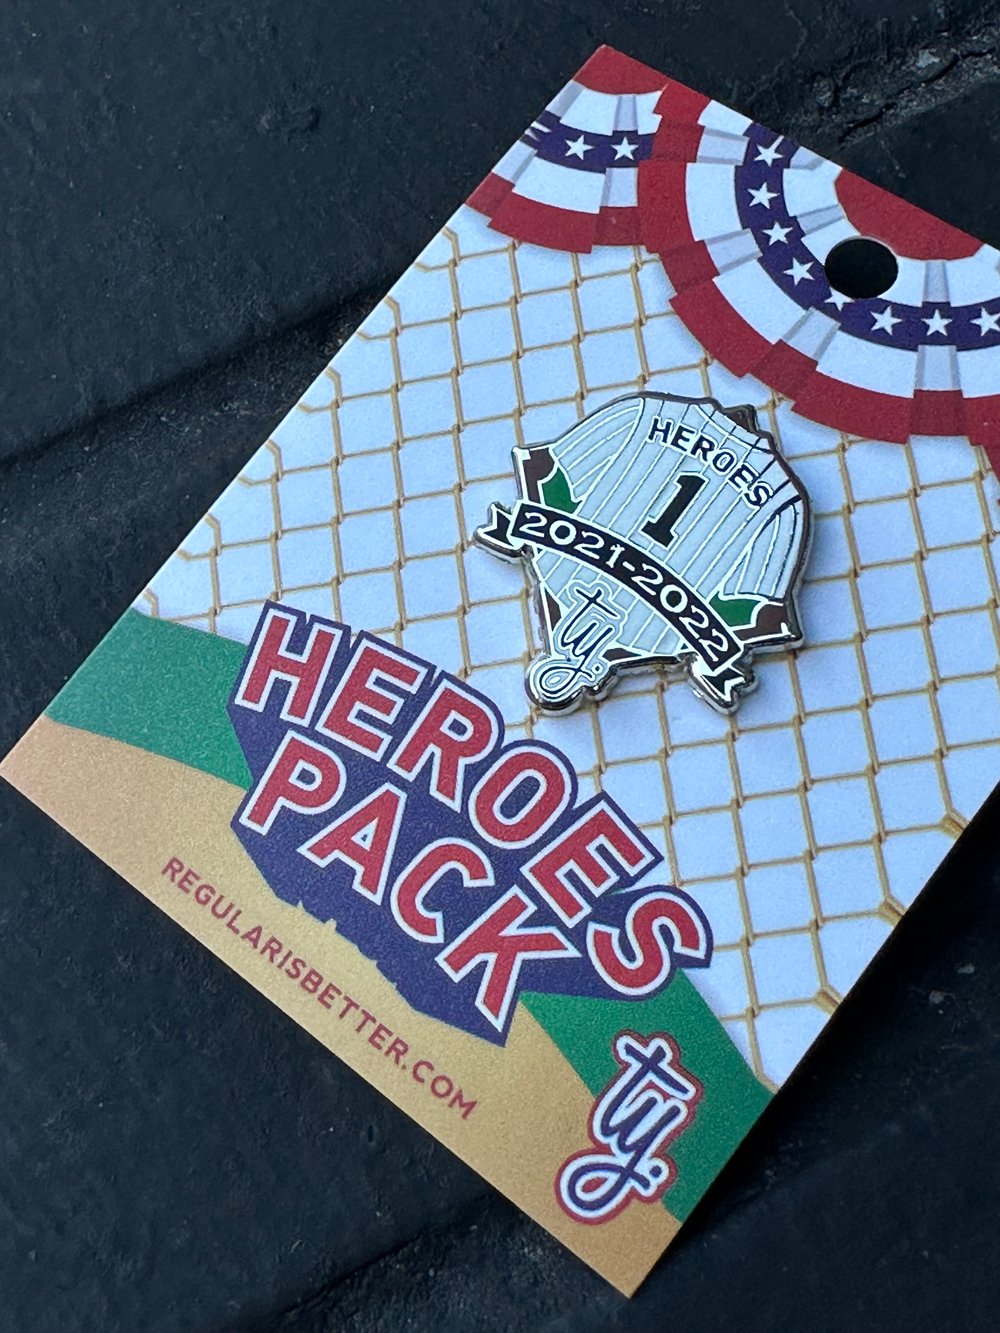 HEROES
1
2021-2022
ty.
HEROES
PACK
REGULARISBETTER.COM
ty.